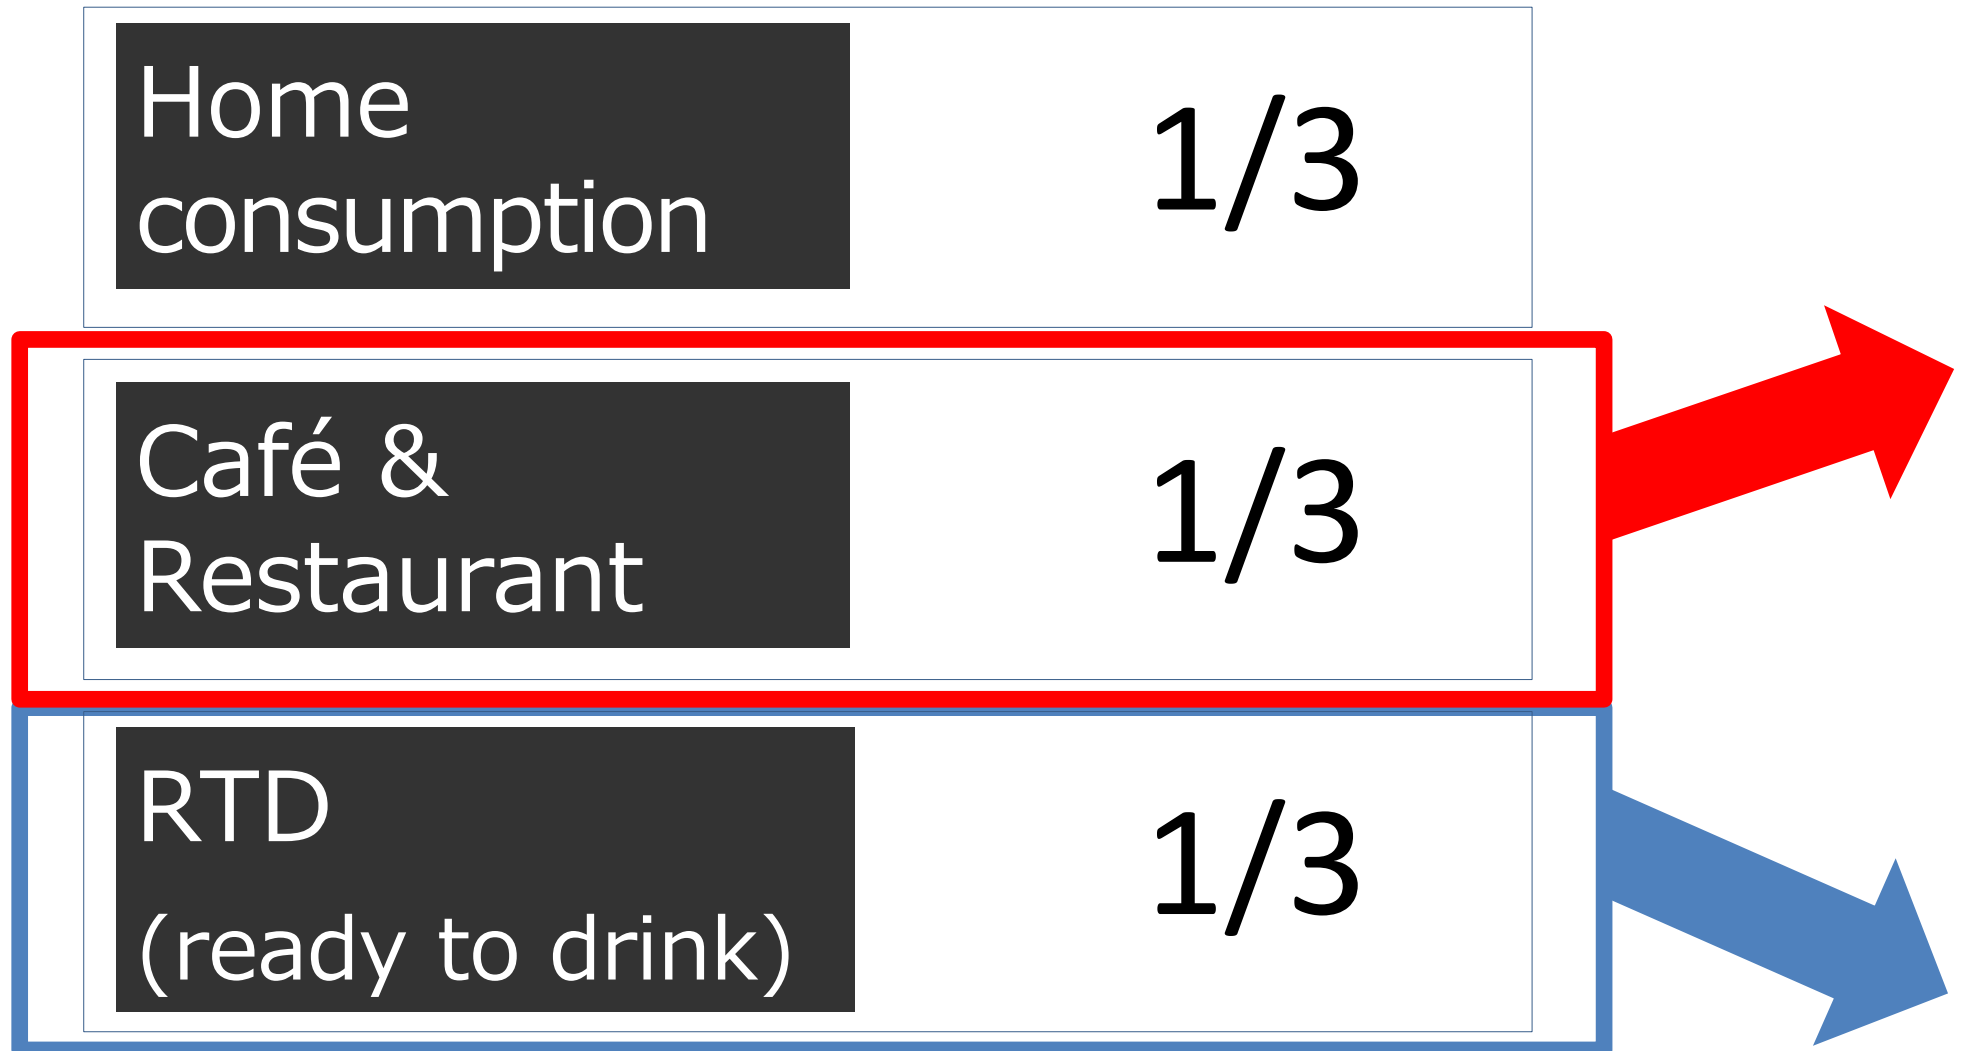 Home
consumption
1/3
Café &
Restaurant
1/3
RTD
(ready to drink)
1/3